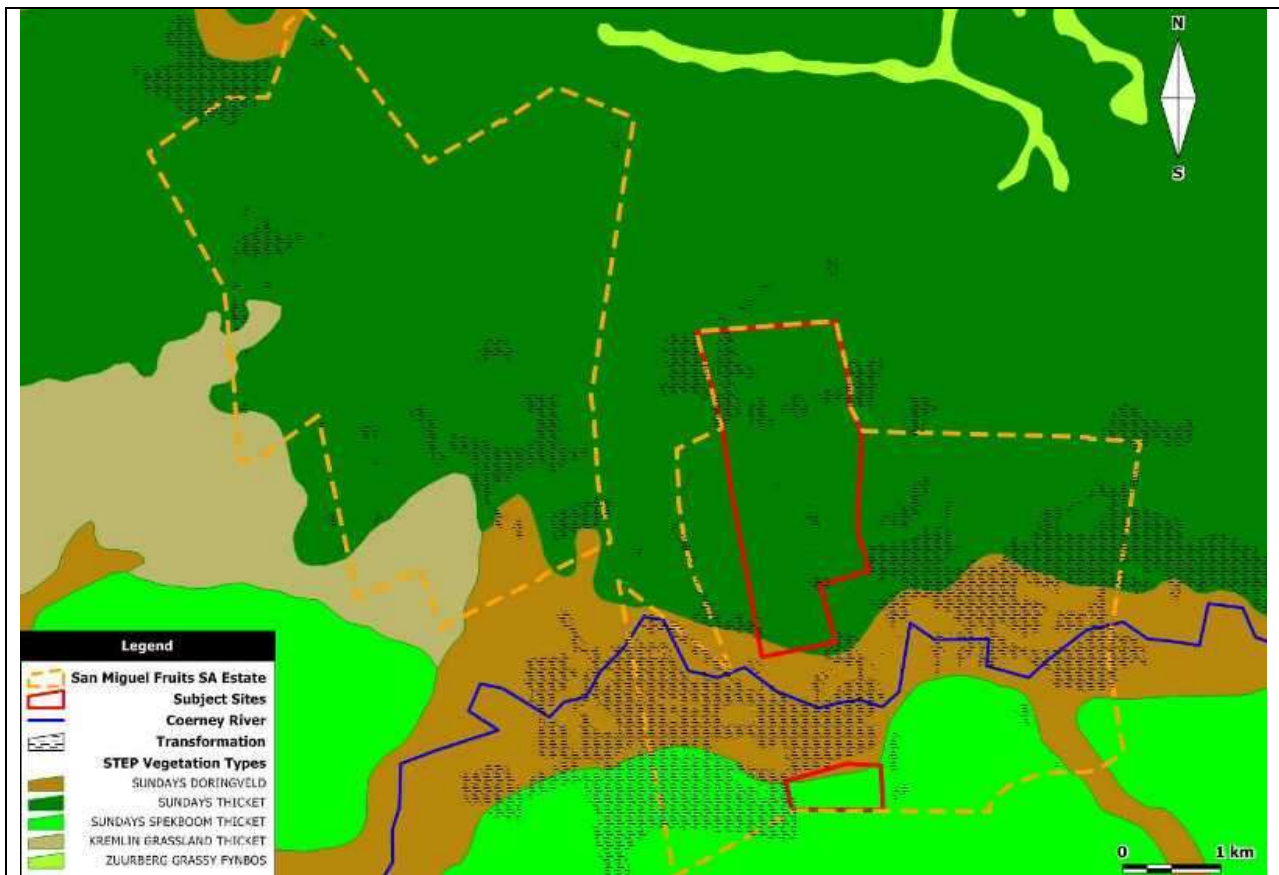 N
S
Legend
San Miguel Fruits SA Estate
Subject Sites
Coerney River
Transformation
STEP Vegetation Types
SUNDAYS DORINGVELD
SUNDAYS THICKET
SUNDAYS SPEKBOOM THICKET
KREMLIN GRASSLAND THICKET
ZUURBERG GRASSY FYNBOS
0 1 km